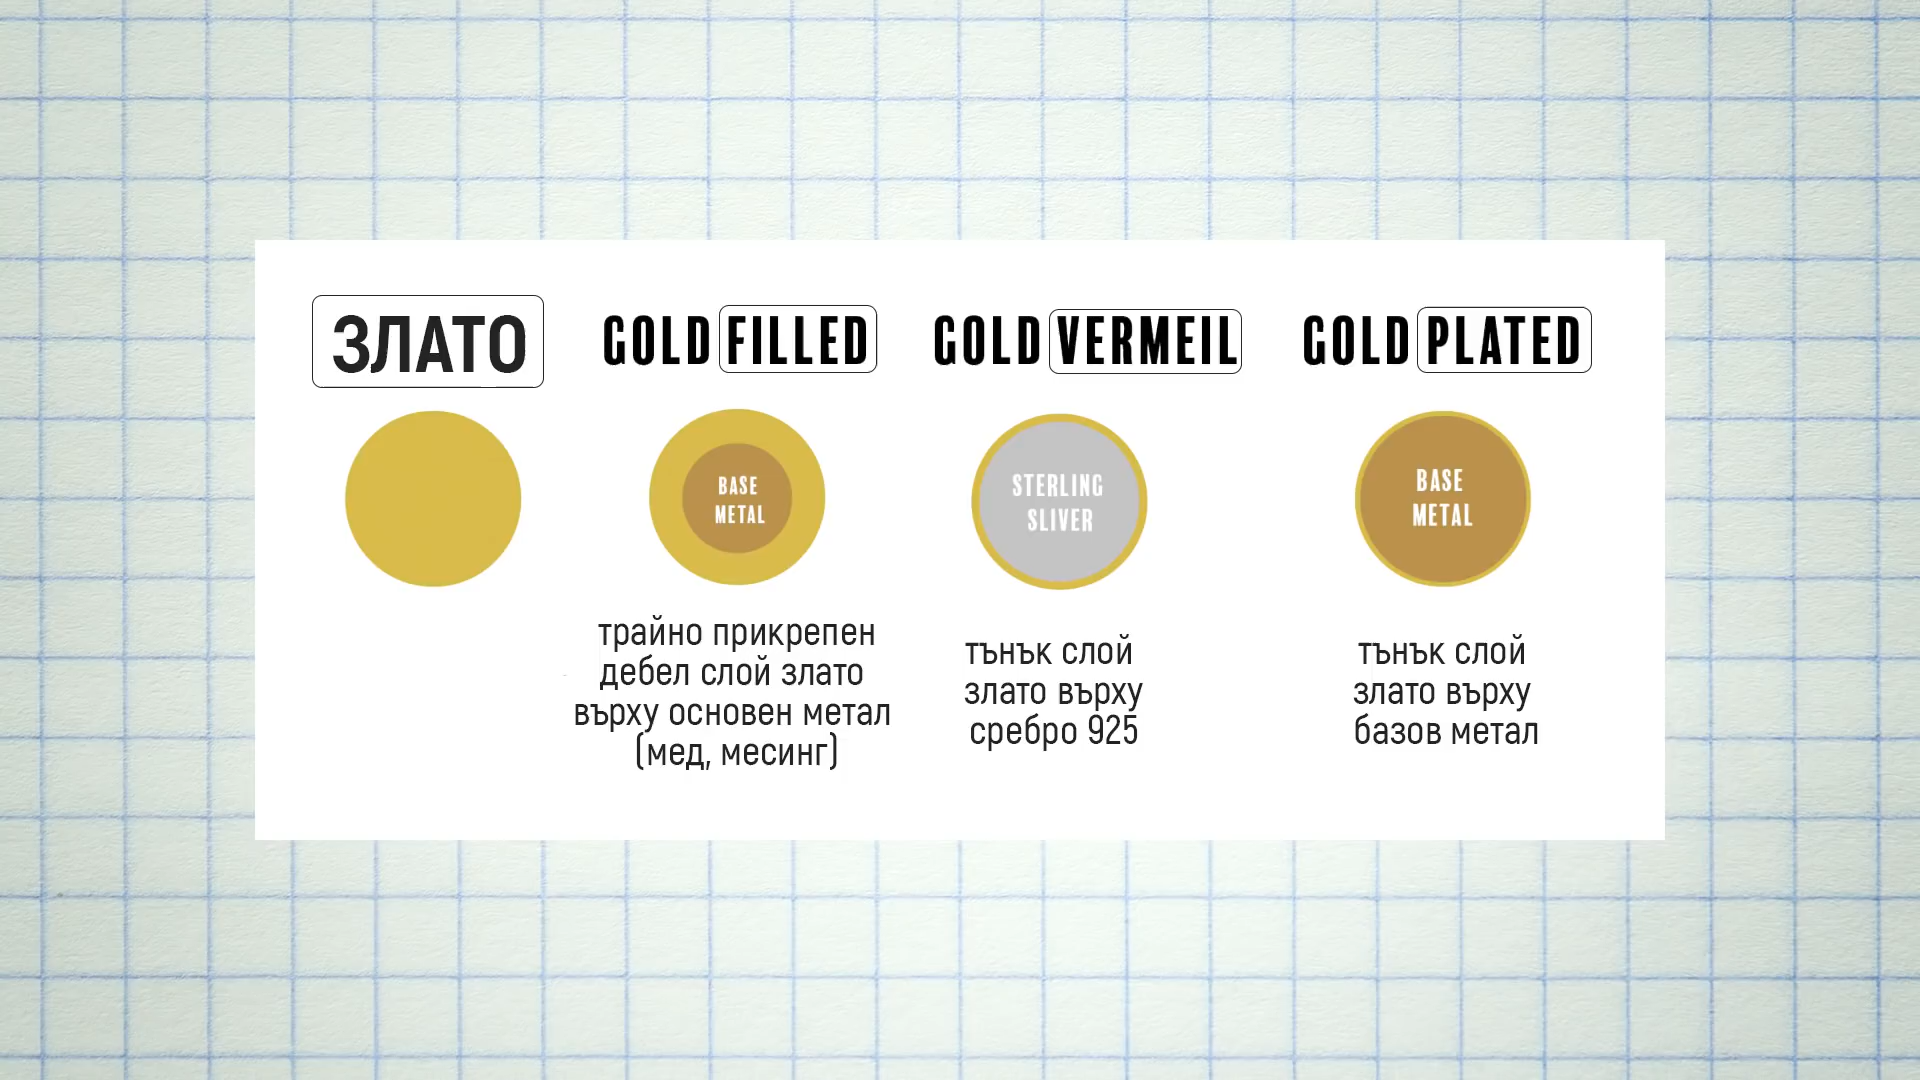 ЗЛАТО
GOLD FILLED
GOLD VERMEIL
GOLD PLATED
BASE
METAL
STERLING
SLIVER
BASE
METAL
трайно прикрепен
дебел слой злато
върху основен метал
(мед, месинг)
тънък слой
злато върху
сребро 925
тънък слой
злато върху
базов метал